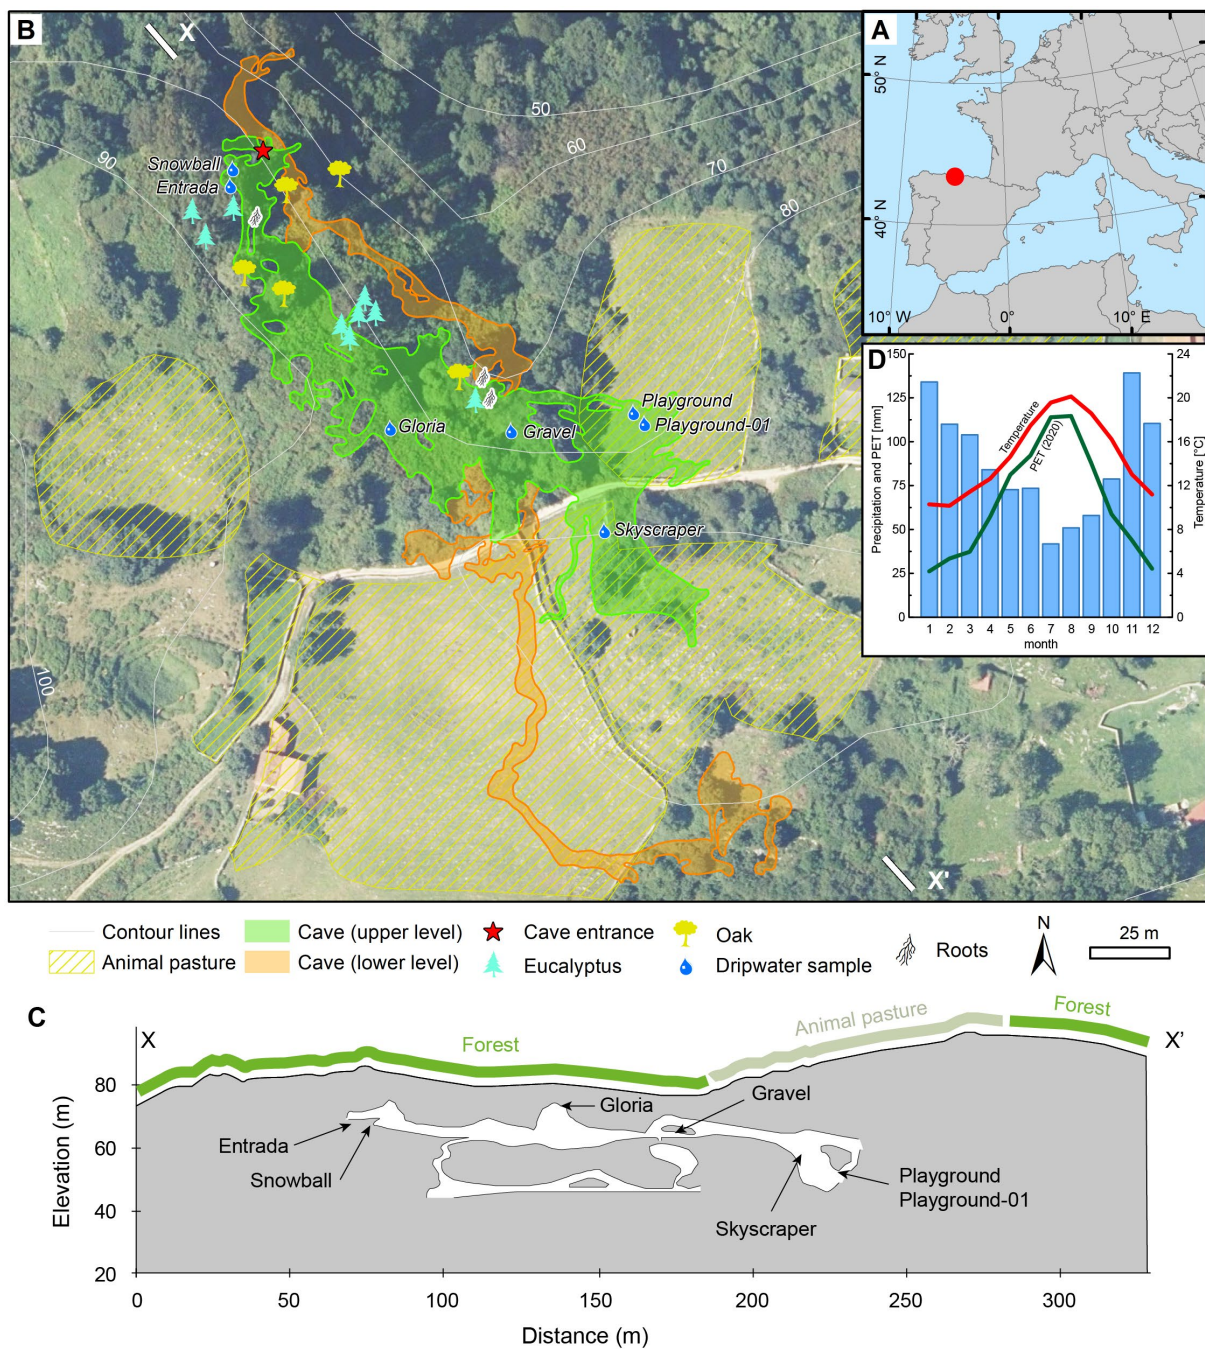 B
X
50
60
70
80
90
100
Snowball
Entrada
Gloria
Gravel
Playground
Playground-01
Skyscraper
X'
A
50° N
40° N
10° W
0°
10° E
D
150
125
100
75
50
25
0
Precipitation and PET [mm]
24
20
16
12
8
4
0
Temperature [°C]
Temperature
PET (2020)
1 2 3 4 5 6 7 8 9 10 11 12
month
Contour lines
Animal pasture
Cave (upper level)
Cave (lower level)
Cave entrance
Eucalyptus
Oak
Dripwater sample
Roots
N
25 m
C
X
X'
Forest
Animal pasture
Forest
80
60
40
20
Elevation (m)
Entrada
Snowball
Gloria
Gravel
Skyscraper
Playground
Playground-01
0 50 100 150 200 250 300
Distance (m)